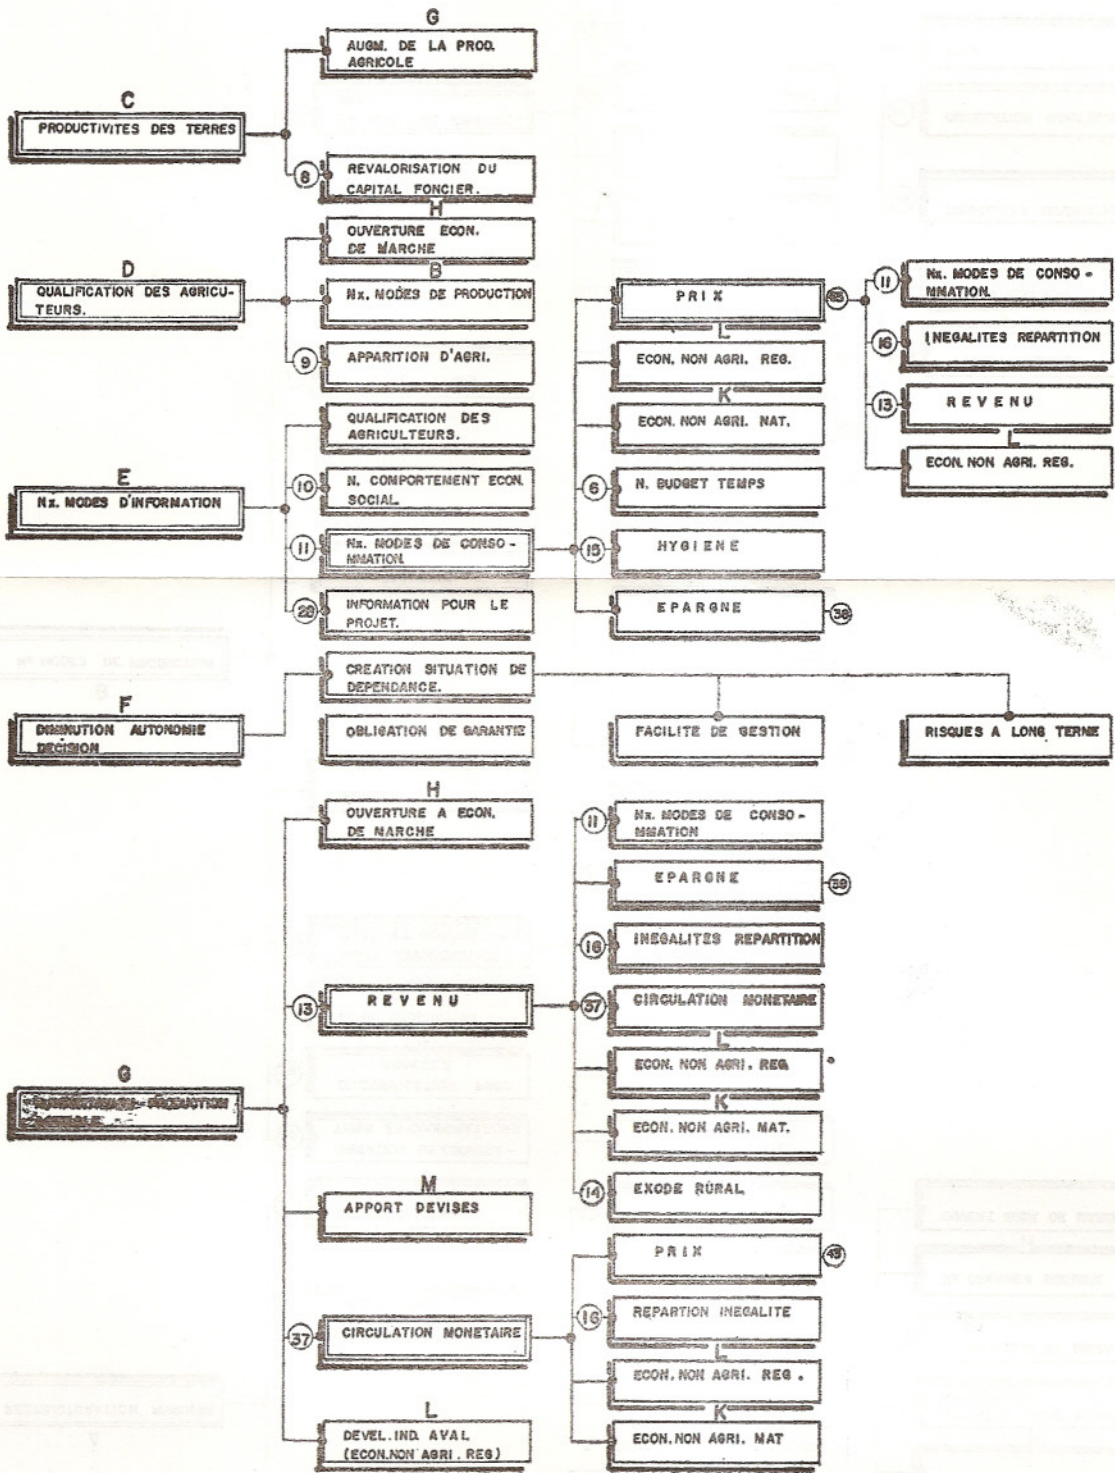 G
AUGM. DE LA PROD.
AGRICOLE
C
PRODUCTIVITES DES TERRES
8
REVALORISATION DU
CAPITAL FONCIER.
H
OUVERTURE ECON.
DE MARCHE
D
QUALIFICATION DES AGRICU-
TEURS.
B
Nx. MODES DE PRODUCTION
9
APPARITION D'AGRI.
PRIX
L
ECON. NON AGRI. REG.
K
ECON. NON AGRI. NAT.
6
N. BUDGET TEMPS
15
HYGIENE
EPARGNE
38
11
Nx. MODES DE CONSO-
MMATION.
16
INEGALITES REPARTITION
13
REVENU
L
ECON. NON AGRI. REG.
QUALIFICATION DES
AGRICULTEURS.
E
Nx. MODES D'INFORMATION
10
N. COMPORTEMENT ECON.
SOCIAL.
11
Nx. MODES DE CONSO-
MMATION
INFORMATION POUR LE
PROJET.
F
DIMINUTION AUTONOMIE
DECISION
CREATION SITUATION DE
DEPENDANCE.
OBLIGATION DE GARANTIE
FACILITE DE GESTION
RISQUES A LONG TERME
H
OUVERTURE A ECON.
DE MARCHE
11
Nx. MODES DE CONSO-
MMATION
EPARGNE
16
INEGALITES REPARTITION
13
REVENU
37
CIRCULATION MONETAIRE
L
ECON. NON AGRI. REG.
K
ECON. NON AGRI. MAT.
14
EXODE RURAL
G
PRODUCTION
M
APPORT DEVISES
37
CIRCULATION MONETAIRE
PRIX
16
REPARTION INEGALITE
L
ECON. NON AGRI. REG.
K
ECON. NON AGRI. MAT
L
DEVEL. IND. AVAL
(ECON. NON AGRI. REG)